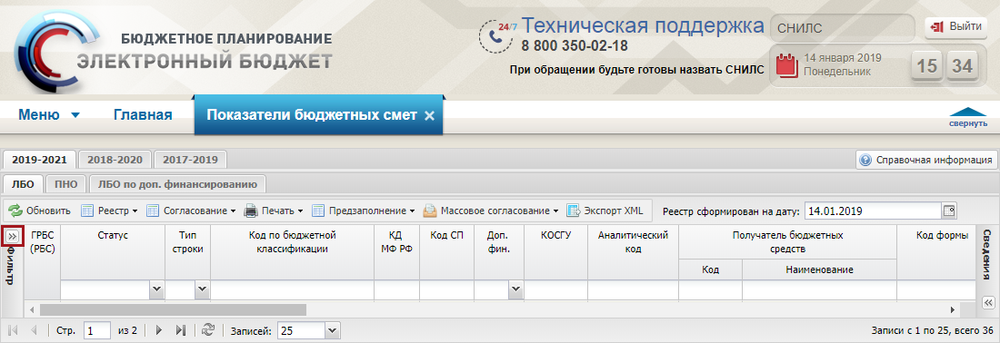 БЮДЖЕТНОЕ ПЛАНИРОВАНИЕ
ЭЛЕКТРОННЫЙ БЮДЖЕТ
24/7 Техническая поддержка
8 800 350-02-18
При обращении будьте готовы назвать СНИЛС
СНИЛС
Выйти
14 января 2019
Понедельник
15 34
Меню Главная Показатели бюджетных смет
свернуть
2019-2021 2018-2020 2017-2019 Справочная информация
ЛБО ПНО ЛБО по доп. финансированию
Обновить Реестр Согласование Печать Предзаполнение Массовое согласование Экспорт XML Реестр сформирован на дату: 14.01.2019
Фильтр
ГРБС
(РБС)
Статус
Тип
строки
Код по бюджетной
классификации
КД
МФ РФ
Код СП
Доп.
фин.
КОСГУ
Аналитический
код
Получатель бюджетных
средств
Код Наименование
Код формы
Сведения
Стр. 1 из 2 Записей: 25 Записи с 1 по 25, всего 36